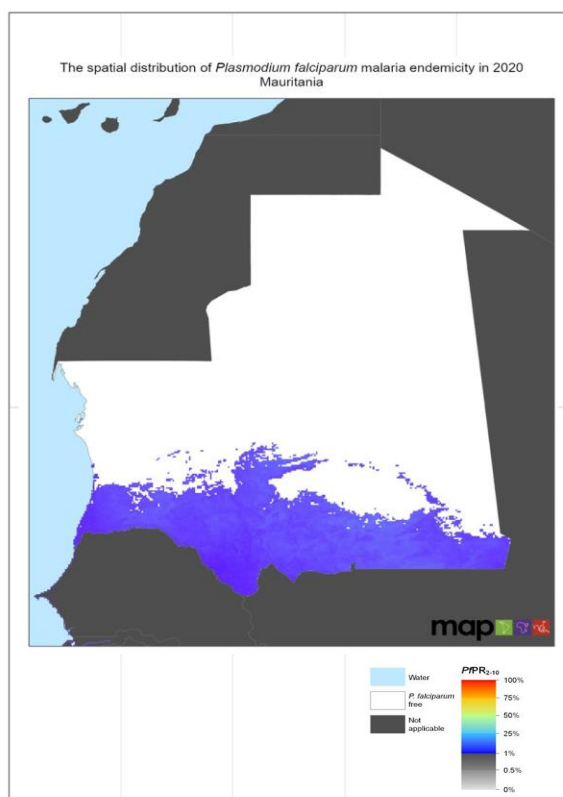 The spatial distribution of Plasmodium falciparum malaria endemicity in 2020
Mauritania
map
Water
P. falciparum
free
Not
applicable
PfPR2-10
100%
75%
50%
25%
1%
0.5%
0%